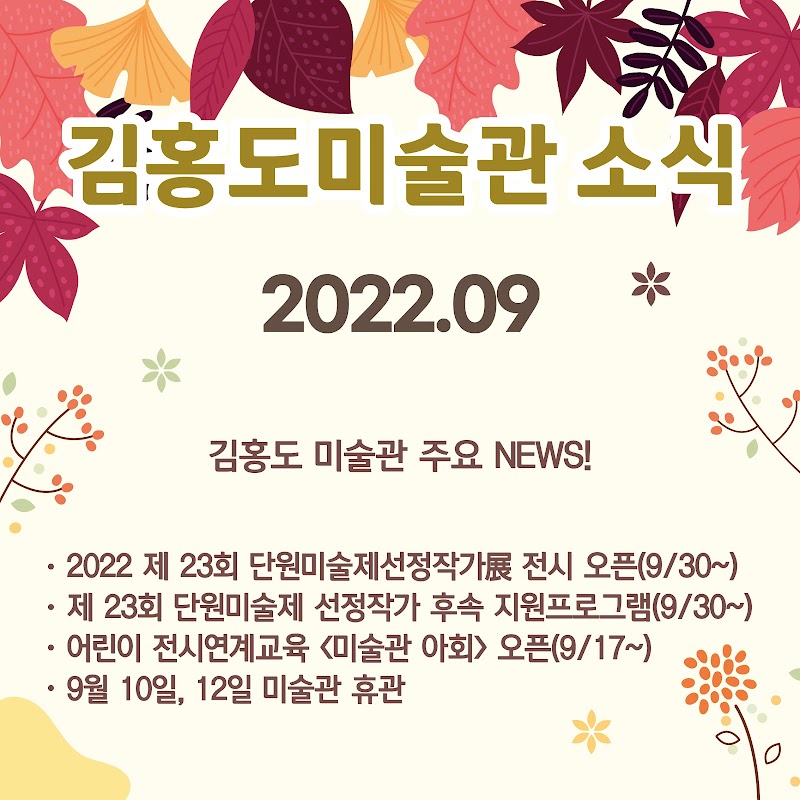 김홍도미술관 소식
2022.09
김홍도 미술관 주요 NEWS!
· 2022 제 23회 단원미술제선정작가展 전시 오픈(9/30~)
· 제 23회 단원미술제 선정작가 후속 지원프로그램(9/30~)
· 어린이 전시연계교육 <미술관 아회> 오픈(9/17~)
· 9월 10일, 12일 미술관 휴관